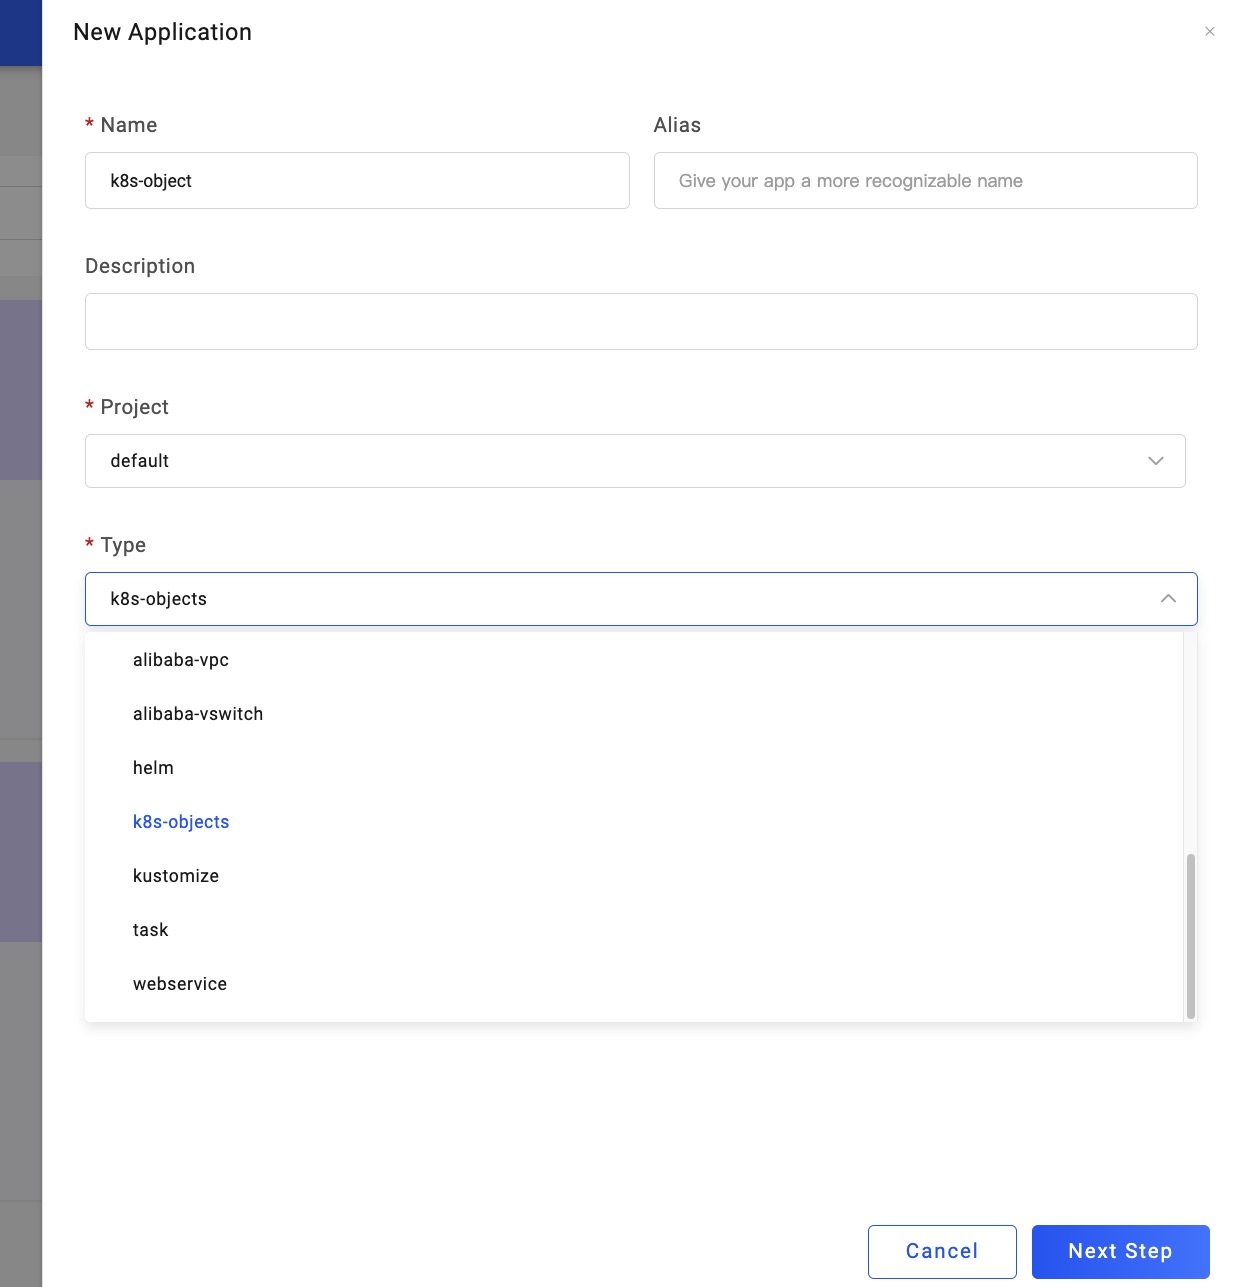 New Application
* Name
Alias
k8s-object
Give your app a more recognizable name
Description
* Project
default
* Type
k8s-objects
alibaba-vpc
alibaba-vswitch
helm
k8s-objects
kustomize
task
webservice
Cancel
Next Step